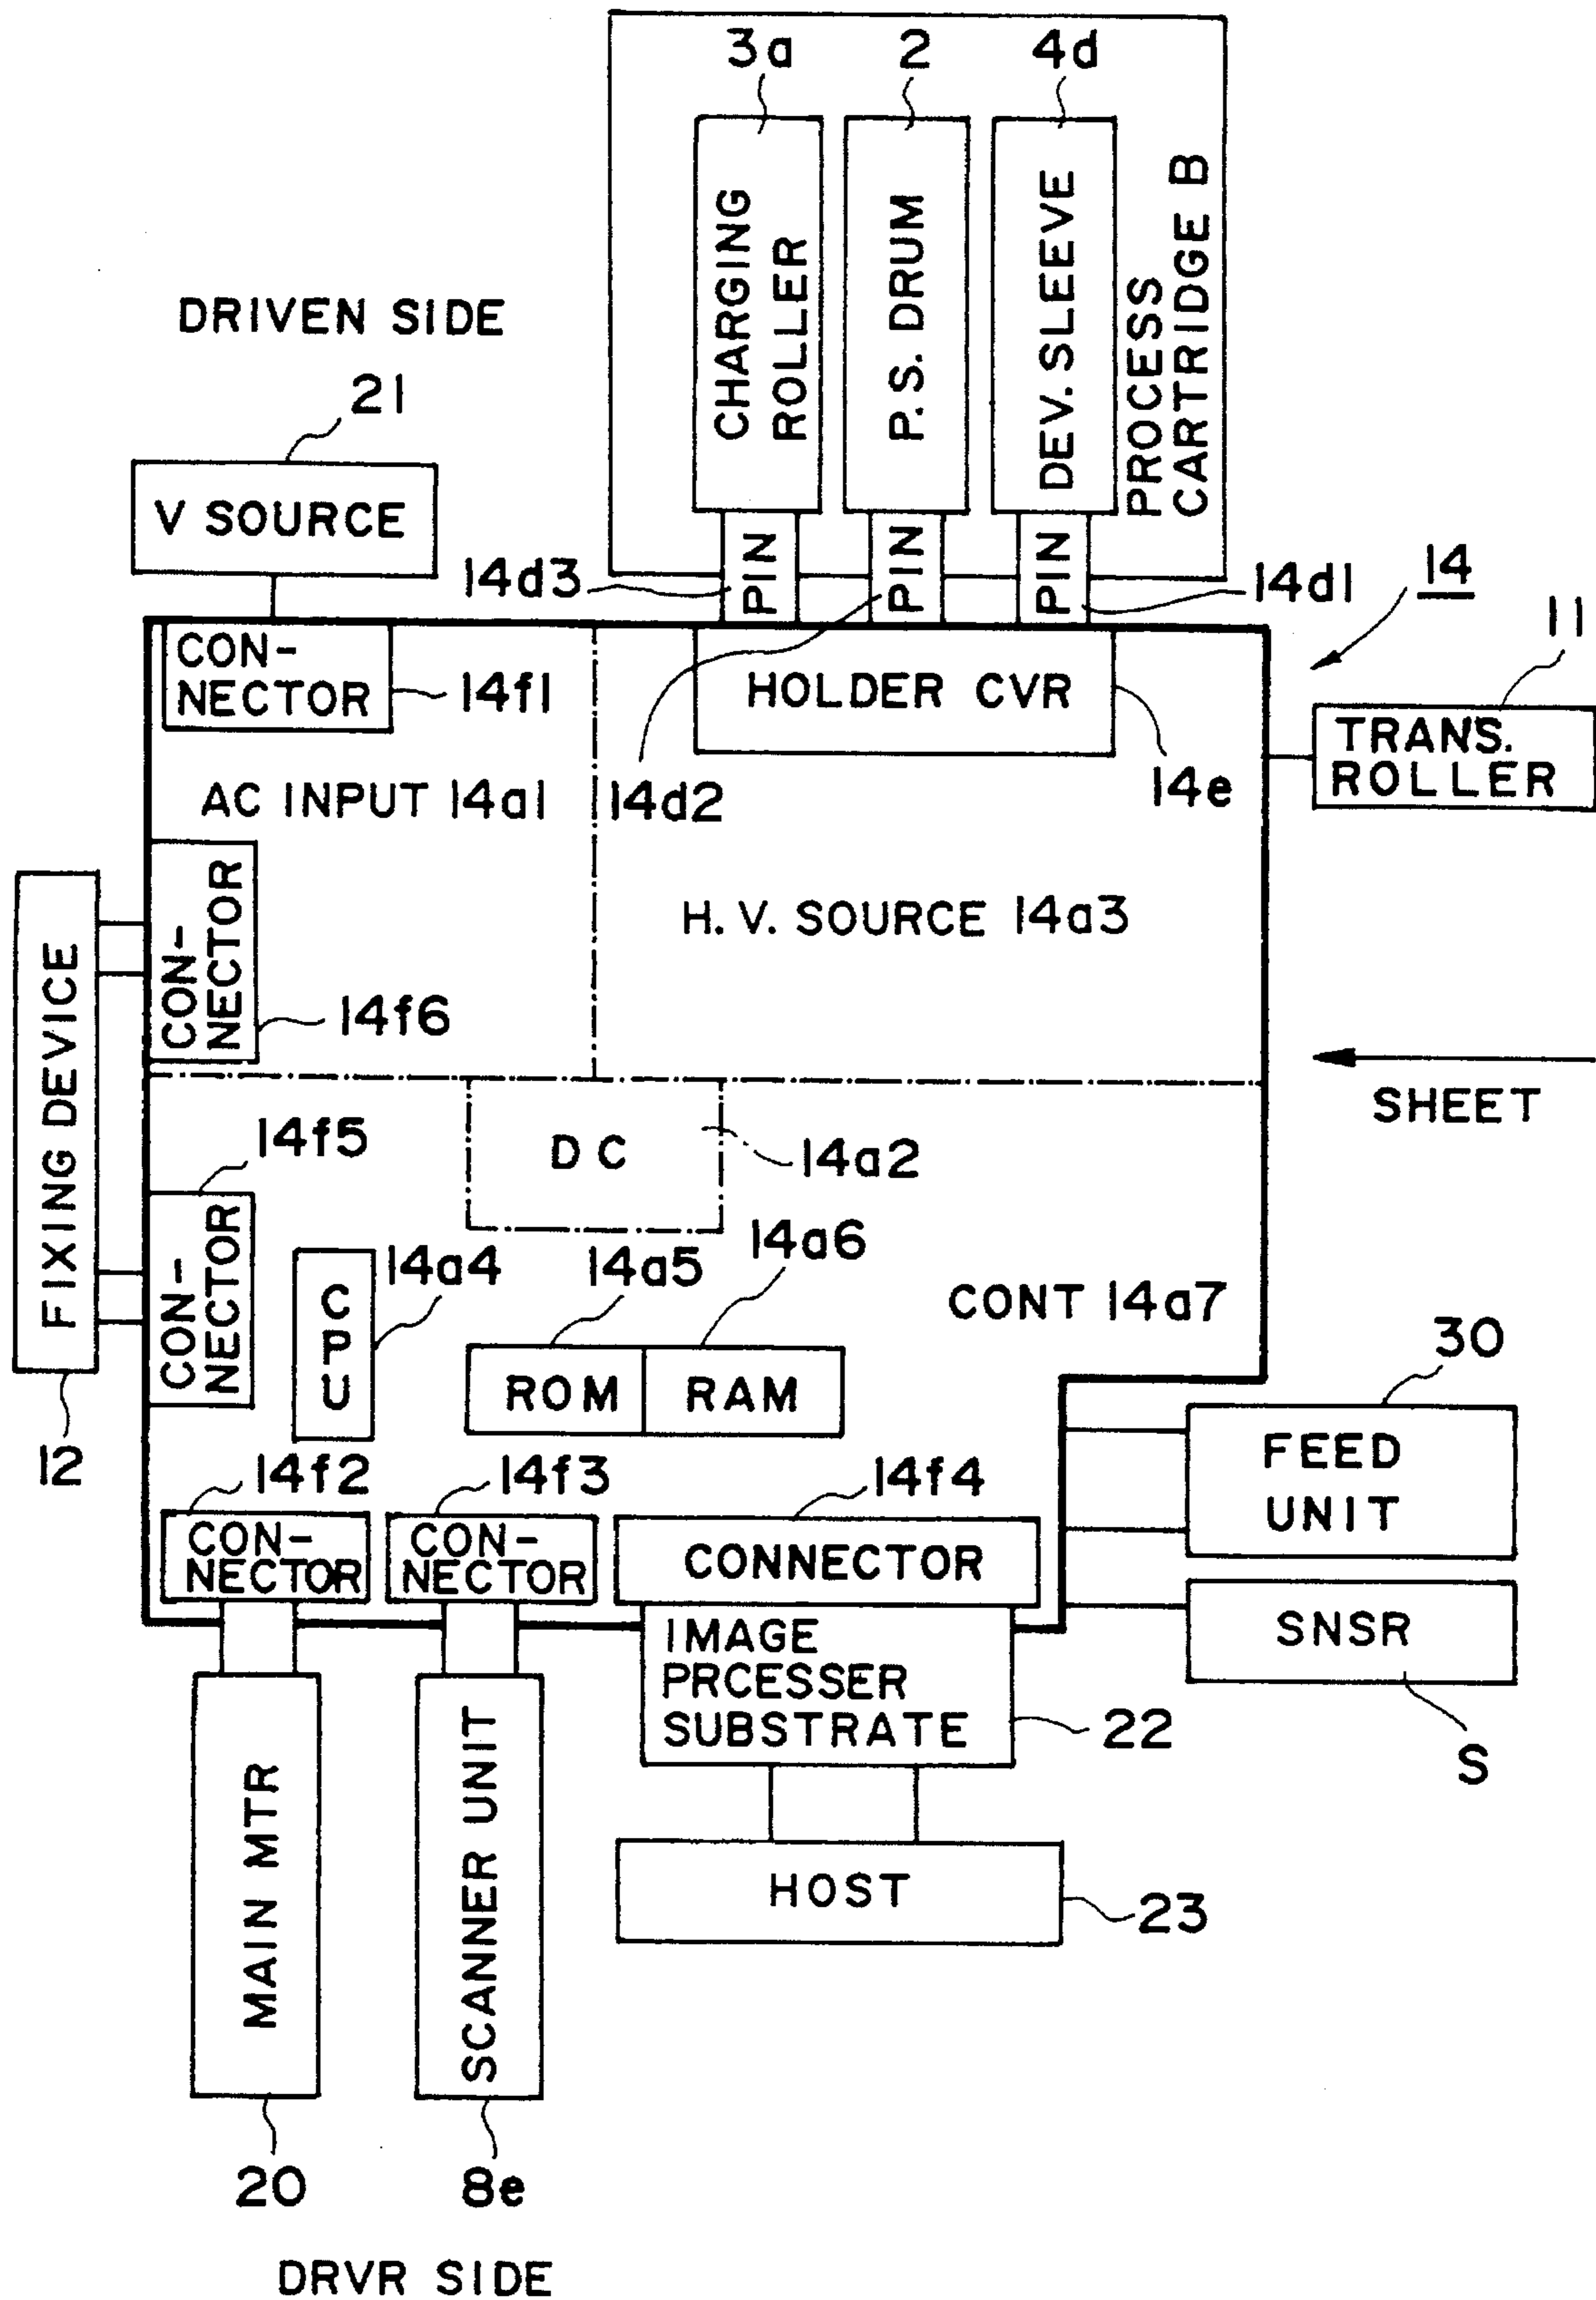 3a
2
4d
CHARGING
ROLLER
P.S. DRUM
DEV. SLEEVE
PROCESS
CARTRIDGE B
DRIVEN SIDE
21
V SOURCE
14d3
PIN
PIN
PIN
14d1
14
11
CON-
NECTOR
14f1
HOLDER CVR
TRANS.
ROLLER
AC INPUT 14a1
14d2
14e
H.V. SOURCE 14a3
FIXING DEVICE
CON-
NECTOR
14f6
SHEET
14f5
DC
14a2
CON-
NECTOR
14a4
14a5
14a6
CPU
CONT 14a7
30
ROM
RAM
12
14f2
14f3
14f4
FEED
UNIT
CON-
NECTOR
CON-
NECTOR
CONNECTOR
SNSR
IMAGE
PRCESSER
SUBSTRATE
22
S
MAIN MTR
SCANNER UNIT
HOST
23
20
8e
DRVR SIDE